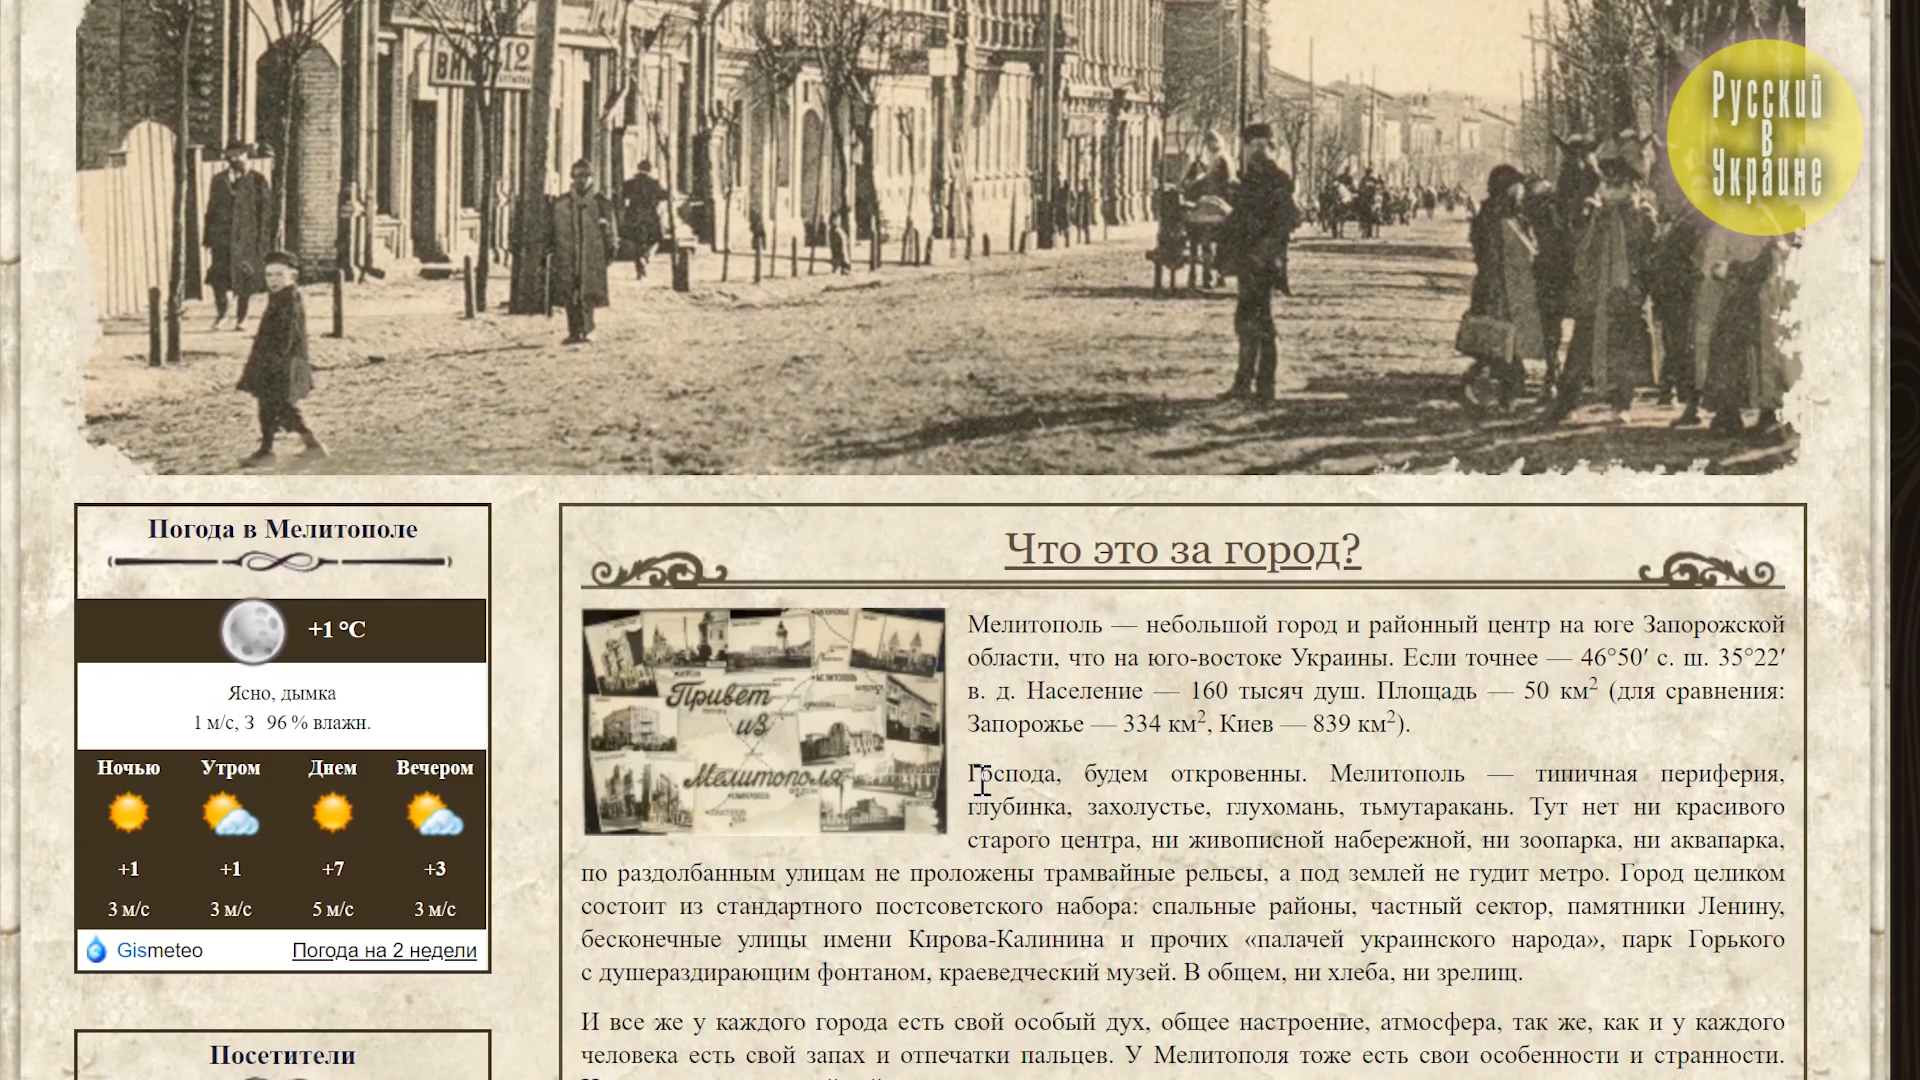 ВИНО 12
Русский
в
Украине
Погода в Мелитополе
+1 °C
Ясно, дымка
1 м/с, З 96 % влажн.
Ночью Утром Днем Вечером
+1 +1 +7 +3
3 м/с 3 м/с 5 м/с 3 м/с
Gismeteo Погода на 2 недели
Посетители
Что это за город?
Привет
из
Мелитополя
Мелитополь — небольшой город и районный центр на юге Запорожской
области, что на юго-востоке Украины. Если точнее — 46°50′ с. ш. 35°22′
в. д. Население — 160 тысяч душ. Площадь — 50 км² (для сравнения:
Запорожье — 334 км², Киев — 839 км²).
Господа, будем откровенны. Мелитополь — типичная периферия,
глубинка, захолустье, глухомань, тьмутаракань. Тут нет ни красивого
старого центра, ни живописной набережной, ни зоопарка, ни аквапарка,
по раздолбанным улицам не проложены трамвайные рельсы, а под землей не гудит метро. Город целиком
состоит из стандартного постсоветского набора: спальные районы, частный сектор, памятники Ленину,
бесконечные улицы имени Кирова-Калинина и прочих «палачей украинского народа», парк Горького
с душераздирающим фонтаном, краеведческий музей. В общем, ни хлеба, ни зрелищ.
И все же у каждого города есть свой особый дух, общее настроение, атмосфера, так же, как и у каждого
человека есть свой запах и отпечатки пальцев. У Мелитополя тоже есть свои особенности и странности.